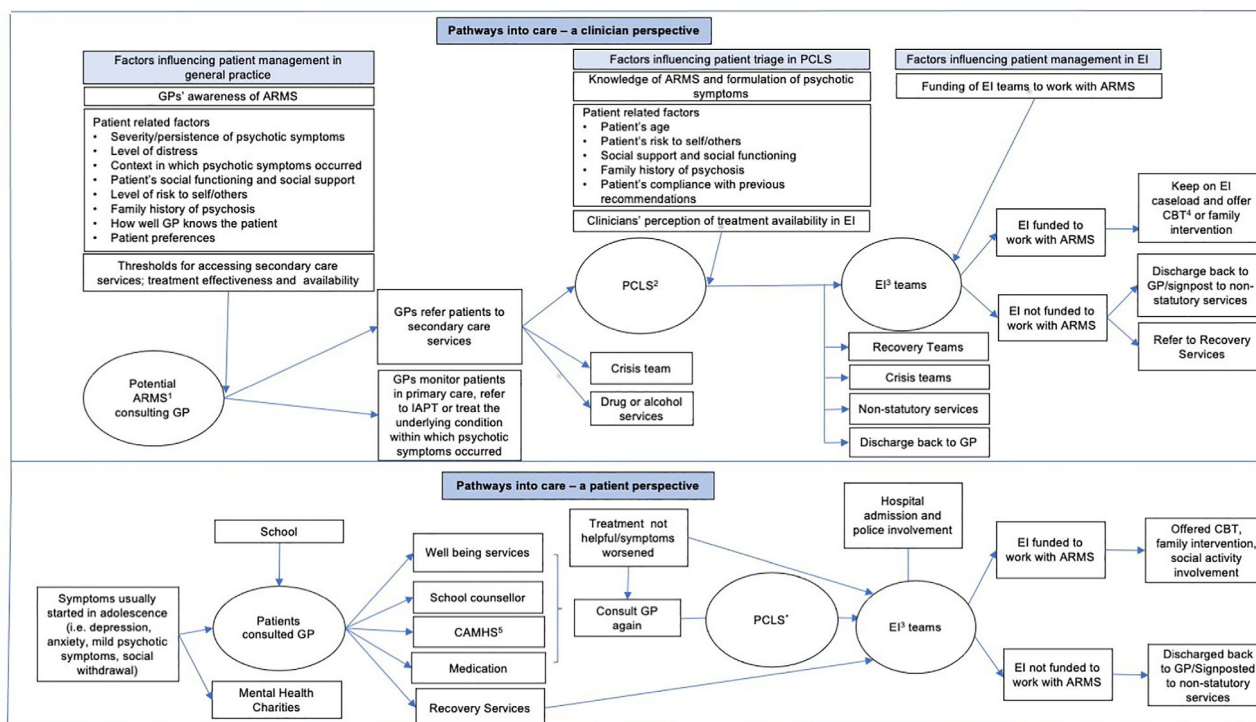 Pathways into care – a clinician perspective
Factors influencing patient management in
general practice
GPs' awareness of ARMS
Patient related factors
• Severity/persistence of psychotic symptoms
• Level of distress
• Context in which psychotic symptoms occurred
• Patient's social functioning and social support
• Level of risk to self/others
• Family history of psychosis
• How well GP knows the patient
• Patient preferences
Thresholds for accessing secondary care
services; treatment effectiveness and availability
Potential
ARMS¹
consulting GP
GPs refer patients to
secondary care
services
GPs monitor patients
in primary care, refer
to IAPT or treat the
underlying condition
within which psychotic
symptoms occurred
Factors influencing patient triage in PCLS
Knowledge of ARMS and formulation of psychotic
symptoms
Patient related factors
• Patient's age
• Patient's risk to self/others
• Social support and social functioning
• Family history of psychosis
• Patient's compliance with previous
recommendations
Clinicians' perception of treatment availability in EI
PCLS²
Crisis team
Drug or alcohol
services
Factors influencing patient management in EI
Funding of EI teams to work with ARMS
EI³ teams
Recovery Teams
Crisis teams
Non-statutory services
Discharge back to GP
EI funded to
work with ARMS
EI not funded to
work with ARMS
Keep on EI
caseload and offer
CBT⁴ or family
intervention
Discharge back to
GP/signpost to non-
statutory services
Refer to Recovery
Services
Pathways into care – a patient perspective
School
Symptoms usually
started in adolescence
(i.e. depression,
anxiety, mild psychotic
symptoms, social
withdrawal)
Patients
consulted GP
Mental Health
Charities
Well being services
School counsellor
CAMHS⁵
Medication
Recovery Services
Treatment not
helpful/symptoms
worsened
Consult GP
again
PCLS*
Hospital
admission and
police involvement
EI³ teams
EI funded to
work with ARMS
EI not funded to
work with ARMS
Offered CBT,
family intervention,
social activity
involvement
Discharged back
to GP/Signposted
to non-statutory
services